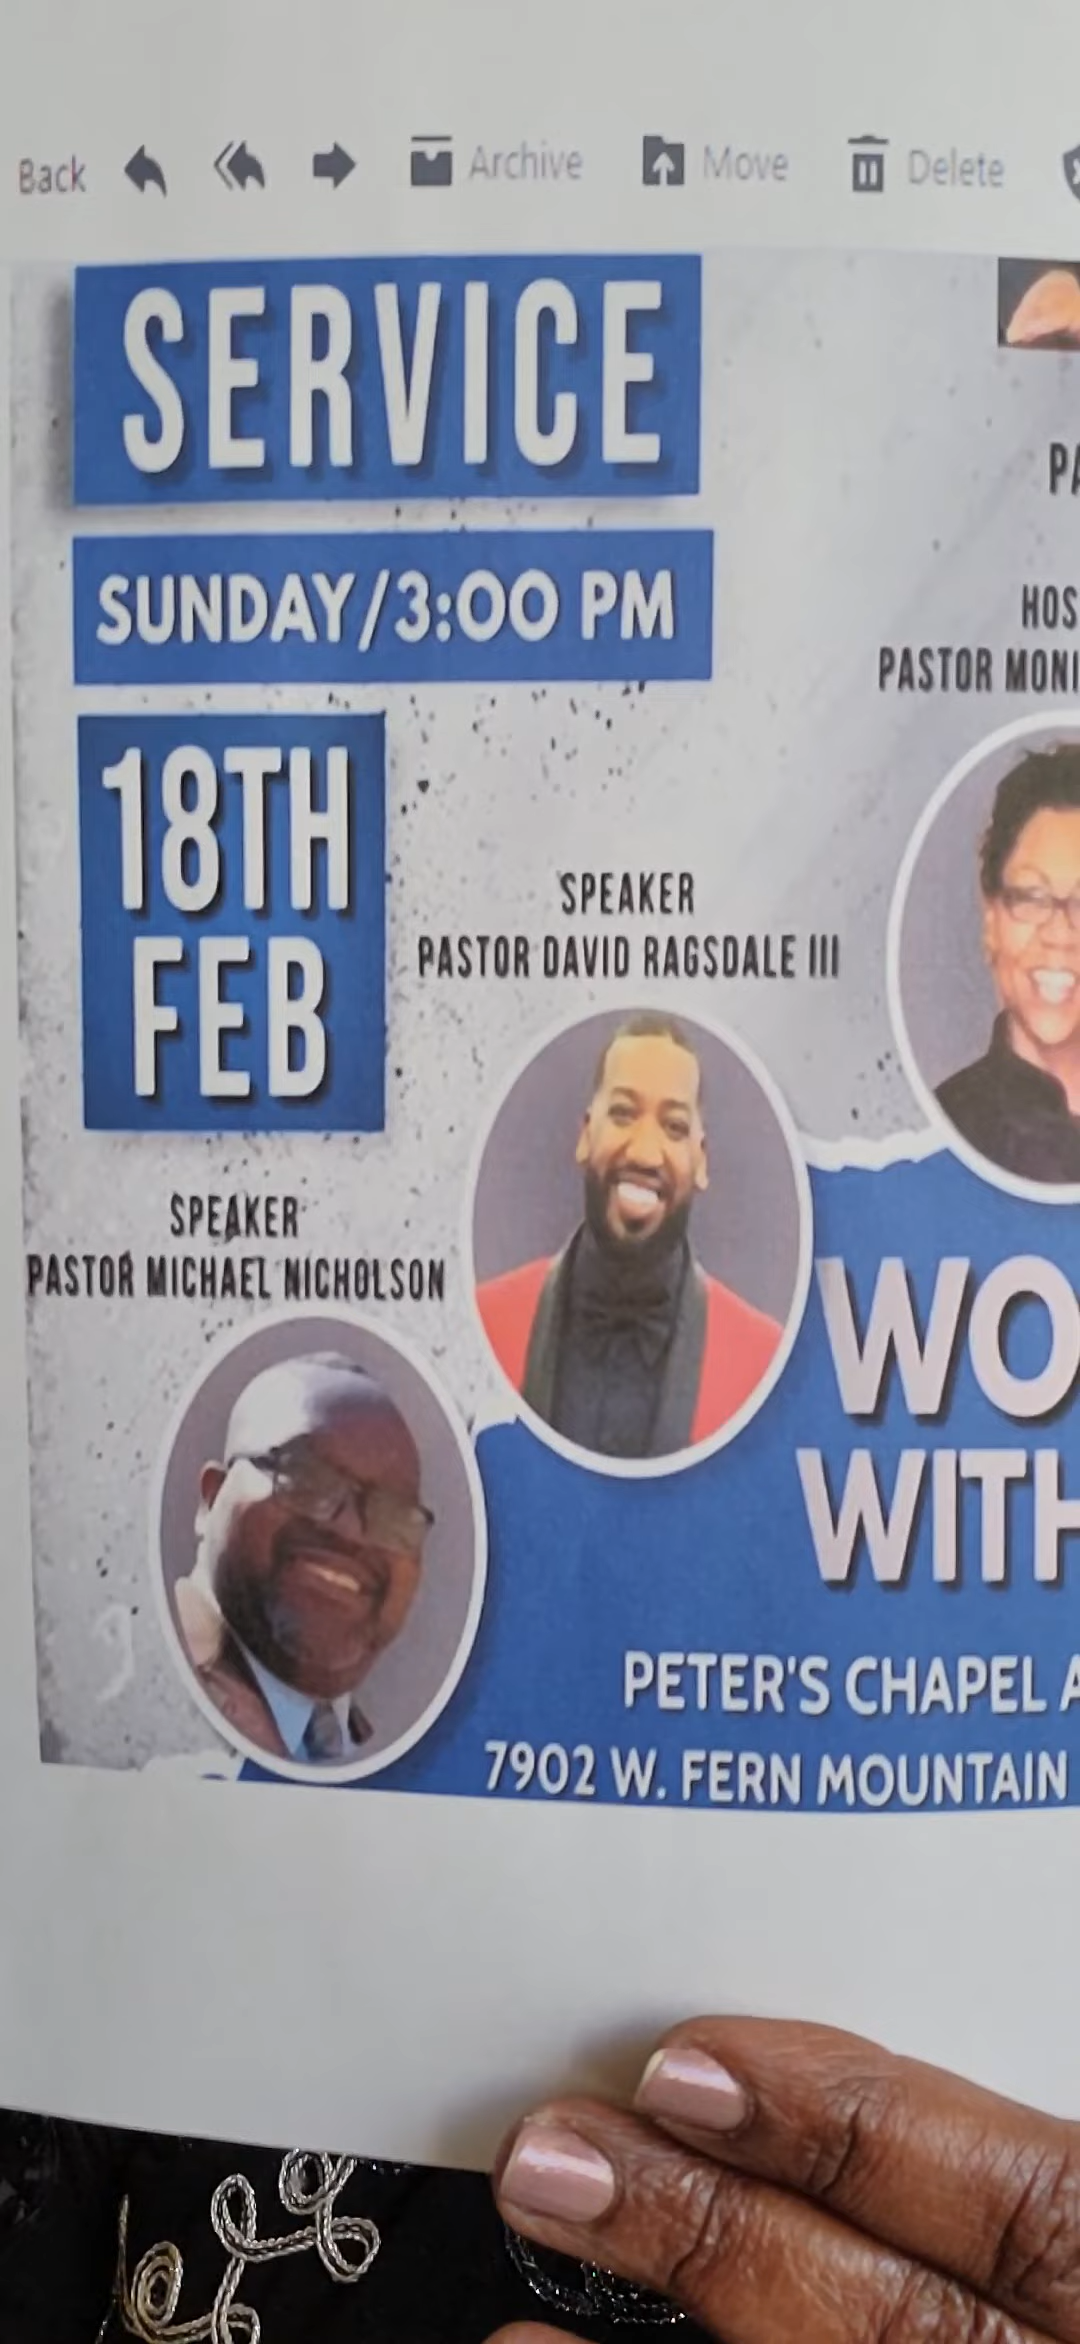 Back Archive Move Delete
SERVICE
SUNDAY/3:00 PM
18TH
FEB
PA
HOS
PASTOR MONI
SPEAKER
PASTOR DAVID RAGSDALE III
SPEAKER
PASTOR MICHAEL NICHOLSON
WO
WITH
PETER'S CHAPEL A
7902 W. FERN MOUNTAIN